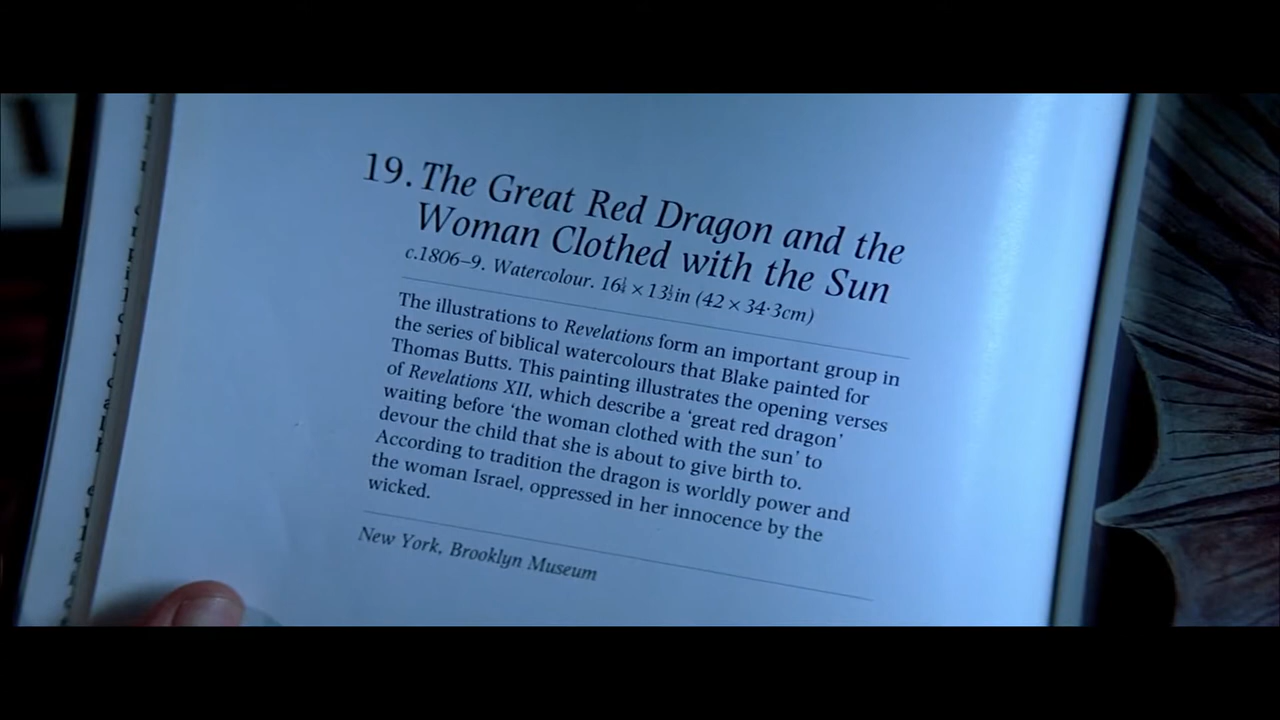 19. The Great Red Dragon and the
Woman Clothed with the Sun
c.1806–9. Watercolour. 16¼ × 13½in (42 × 34·3cm)
The illustrations to Revelations form an important group in
the series of biblical watercolours that Blake painted for
Thomas Butts. This painting illustrates the opening verses
of Revelations XII, which describe a ‘great red dragon’
waiting before ‘the woman clothed with the sun’ to
devour the child that she is about to give birth to.
According to tradition the dragon is worldly power and
the woman Israel, oppressed in her innocence by the
wicked.
New York, Brooklyn Museum